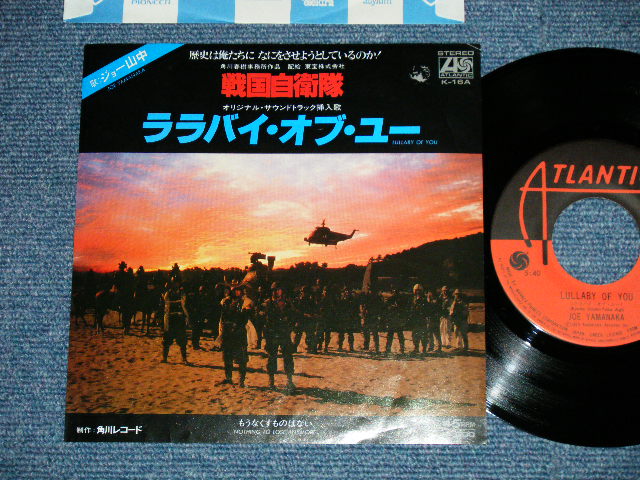 asylum
歌・ジョー山中
JOE YAMANAKA
歴史は俺たちに なにをさせようとしているのか!
角川春樹事務所作品 配給 東宝株式会社
戦国自衛隊
オリジナル・サウンドトラック挿入歌
ララバイ・オブ・ユー
LULLABY OF YOU
STEREO
ATLANTIC
K-16A
もうなくすものはない
NOTHING TO LOSE
制作:角川レコード
ATLANTI
5:40
LULLABY OF YOU
JOE YAMANAKA